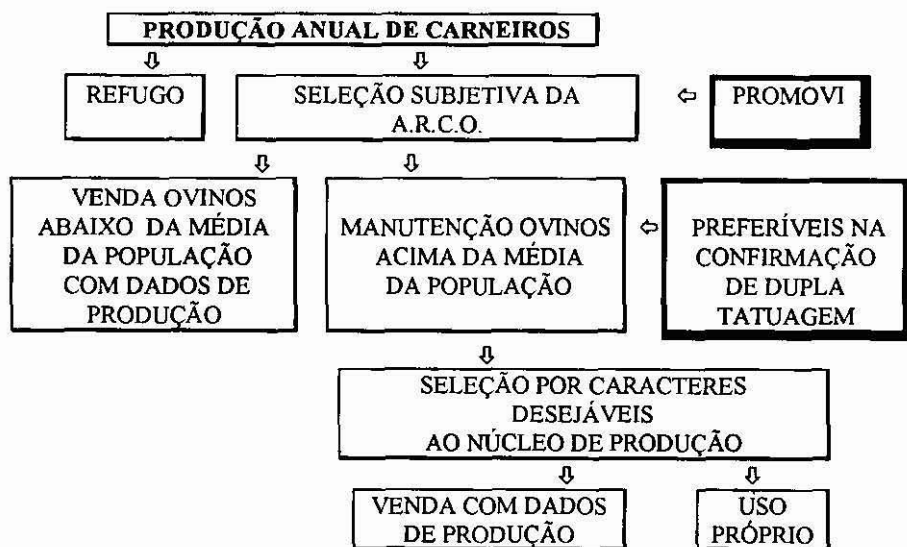 PRODUÇÃO ANUAL DE CARNEIROS
REFUGO
SELEÇÃO SUBJETIVA DA
A.R.C.O.
PROMOVI
VENDA OVINOS
ABAIXO DA MÉDIA
DA POPULAÇÃO
COM DADOS DE
PRODUÇÃO
MANUTENÇÃO OVINOS
ACIMA DA MÉDIA
DA POPULAÇÃO
PREFERÍVEIS NA
CONFIRMAÇÃO
DE DUPLA
TATUAGEM
SELEÇÃO POR CARACTERES
DESEJÁVEIS
AO NÚCLEO DE PRODUÇÃO
VENDA COM DADOS
DE PRODUÇÃO
USO
PRÓPRIO